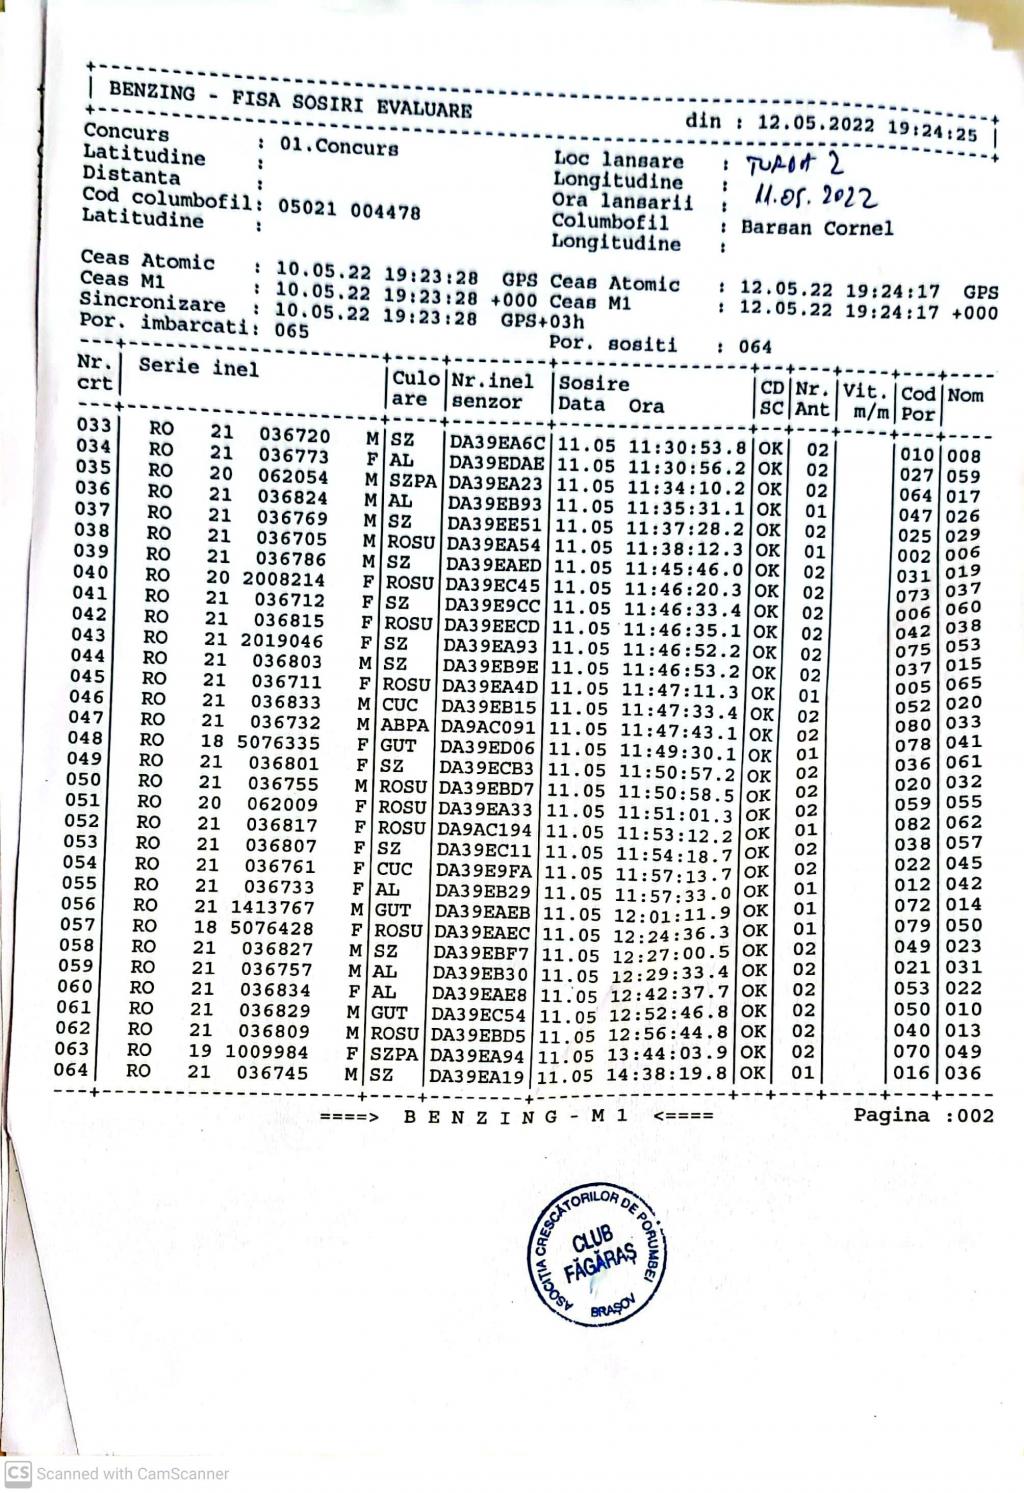 BENZING - FISA SOSIRI EVALUARE din : 12.05.2022 19:24:25
Concurs : 01.Concurs Loc lansare : TURDA 2
Latitudine : Longitudine :
Distanta : Ora lansarii : 11.05.2022
Cod columbofil: 05021 004478 Columbofil : Barsan Cornel
Latitudine : Longitudine :
Ceas Atomic : 10.05.22 19:23:28 GPS Ceas Atomic : 12.05.22 19:24:17 GPS
Ceas M1 : 10.05.22 19:23:28 +000 Ceas M1 : 12.05.22 19:24:17 +000
Sincronizare : 10.05.22 19:23:28 GPS+03h
Por. imbarcati: 065 Por. sositi : 064
Nr. Serie inel Culo Nr.inel Sosire CD Nr. Vit. Cod Nom
crt are senzor Data Ora SC Ant m/m Por
033 RO 21 036720 M SZ DA39EA6C 11.05 11:30:53.8 OK 02 010 008
034 RO 21 036773 F AL DA39EDAE 11.05 11:30:56.2 OK 02 027 059
035 RO 20 062054 M SZPA DA39EA23 11.05 11:34:10.2 OK 02 064 017
036 RO 21 036824 M AL DA39EB93 11.05 11:35:31.1 OK 01 047 026
037 RO 21 036769 M SZ DA39EE51 11.05 11:37:28.2 OK 02 025 029
038 RO 21 036705 M ROSU DA39EA54 11.05 11:38:12.3 OK 01 002 006
039 RO 21 036786 M SZ DA39EAED 11.05 11:45:46.0 OK 02 031 019
040 RO 20 2008214 F ROSU DA39EC45 11.05 11:46:20.3 OK 02 073 037
041 RO 21 036712 F SZ DA39E9CC 11.05 11:46:33.4 OK 02 006 060
042 RO 21 036815 F ROSU DA39EECD 11.05 11:46:35.1 OK 02 042 038
043 RO 21 2019046 F SZ DA39EA93 11.05 11:46:52.2 OK 02 075 053
044 RO 21 036803 M SZ DA39EB9E 11.05 11:46:53.2 OK 02 037 015
045 RO 21 036711 F ROSU DA39EA4D 11.05 11:47:11.3 OK 01 005 065
046 RO 21 036833 M CUC DA39EB15 11.05 11:47:33.4 OK 02 052 020
047 RO 21 036732 M ABPA DA9AC091 11.05 11:47:43.1 OK 02 080 033
048 RO 18 5076335 F GUT DA39ED06 11.05 11:49:30.1 OK 01 078 041
049 RO 21 036801 F SZ DA39ECB3 11.05 11:50:57.2 OK 02 036 061
050 RO 21 036755 M ROSU DA39EBD7 11.05 11:50:58.5 OK 02 020 032
051 RO 20 062009 F ROSU DA39EA33 11.05 11:51:01.3 OK 02 059 055
052 RO 21 036817 F ROSU DA9AC194 11.05 11:53:12.2 OK 01 082 062
053 RO 21 036807 F SZ DA39EC11 11.05 11:54:18.7 OK 02 038 057
054 RO 21 036761 F CUC DA39E9FA 11.05 11:57:13.7 OK 02 022 045
055 RO 21 036733 F AL DA39EB29 11.05 11:57:33.0 OK 01 012 042
056 RO 21 1413767 M GUT DA39EAEB 11.05 12:01:11.9 OK 01 072 014
057 RO 18 5076428 F ROSU DA39EAEC 11.05 12:24:36.3 OK 01 079 050
058 RO 21 036827 M SZ DA39EBF7 11.05 12:27:00.5 OK 02 049 023
059 RO 21 036757 M AL DA39EB30 11.05 12:29:33.4 OK 02 021 031
060 RO 21 036834 F AL DA39EAE8 11.05 12:42:37.7 OK 02 053 022
061 RO 21 036829 M GUT DA39EC54 11.05 12:52:46.8 OK 02 050 010
062 RO 21 036809 M ROSU DA39EBD5 11.05 12:56:44.8 OK 02 040 013
063 RO 19 1009984 F SZPA DA39EA94 11.05 13:44:03.9 OK 02 070 049
064 RO 21 036745 M SZ DA39EA19 11.05 14:38:19.8 OK 01 016 036
====> B E N Z I N G - M 1 <==== Pagina :002
ASOCIȚIA CRESCĂTORILOR DE PORUMBEI
CLUB
FĂGĂRAȘ
BRAȘOV
CS Scanned with CamScanner